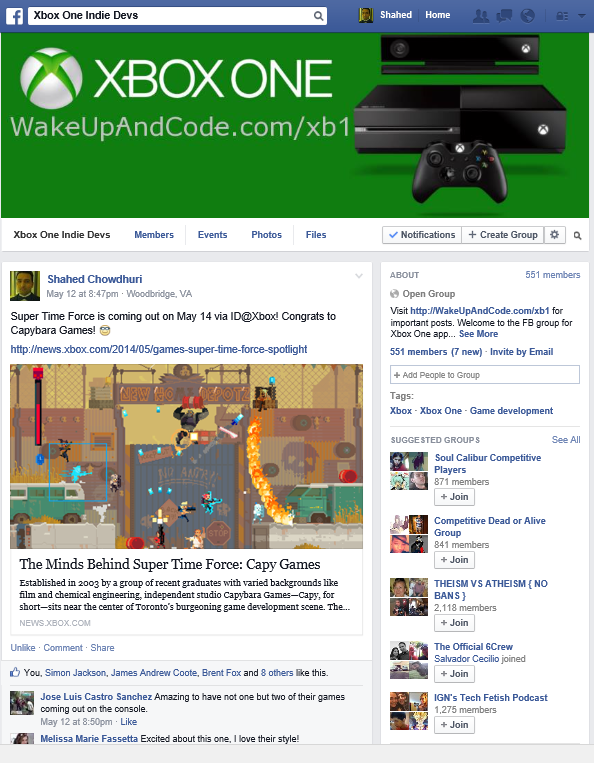 Xbox One Indie Devs
Shahed
Home
XBOX ONE
WakeUpAndCode.com/xb1
Xbox One Indie Devs
Members
Events
Photos
Files
Notifications
+ Create Group
Shahed Chowdhuri
May 12 at 8:47pm · Woodbridge, VA
Super Time Force is coming out on May 14 via ID@Xbox! Congrats to
Capybara Games!
http://news.xbox.com/2014/05/games-super-time-force-spotlight
The Minds Behind Super Time Force: Capy Games
Established in 2003 by a group of recent graduates with varied backgrounds like
film and chemical engineering, independent studio Capybara Games—Capy, for
short—sits near the center of Toronto's burgeoning game development scene. The...
NEWS.XBOX.COM
Unlike · Comment · Share
You, Simon Jackson, James Andrew Coote, Brent Fox and 8 others like this.
Jose Luis Castro Sanchez Amazing to have not one but two of their games
coming out on the console.
May 12 at 8:50pm · Like
Melissa Marie Fassetta Excited about this one, I love their style!
ABOUT
551 members
Open Group
Visit http://WakeUpAndCode.com/xb1 for
important posts. Welcome to the FB group for
Xbox One app... See More
551 members (7 new) · Invite by Email
+ Add People to Group
Tags:
Xbox · Xbox One · Game development
SUGGESTED GROUPS
See All
Soul Calibur Competitive
Players
871 members
+ Join
Competitive Dead or Alive
Group
841 members
+ Join
THEISM VS ATHEISM { NO
BANS }
2,118 members
+ Join
The Official 6Crew
Salvador Cecilio joined
+ Join
IGN's Tech Fetish Podcast
1,275 members
+ Join